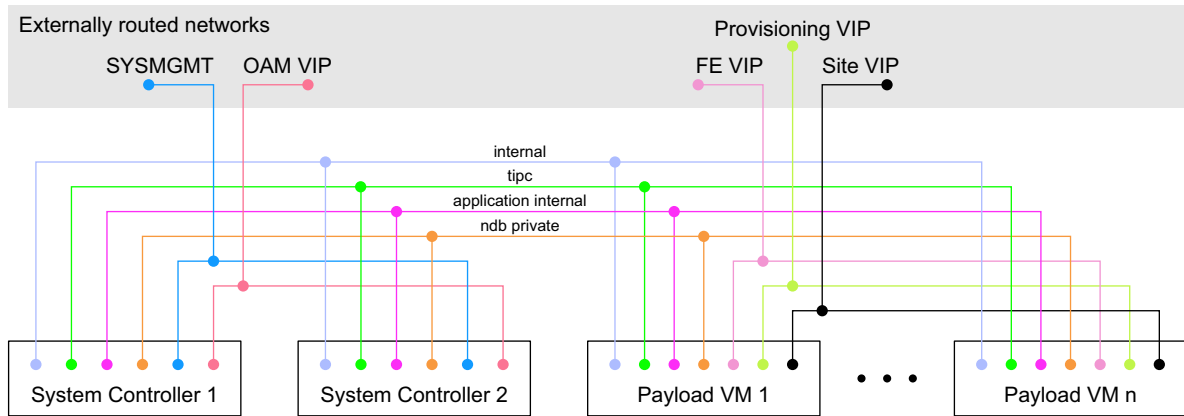 Externally routed networks
Provisioning VIP
SYSMGMT OAM VIP FE VIP Site VIP
internal
tipc
application internal
ndb private
System Controller 1 System Controller 2 Payload VM 1 Payload VM n